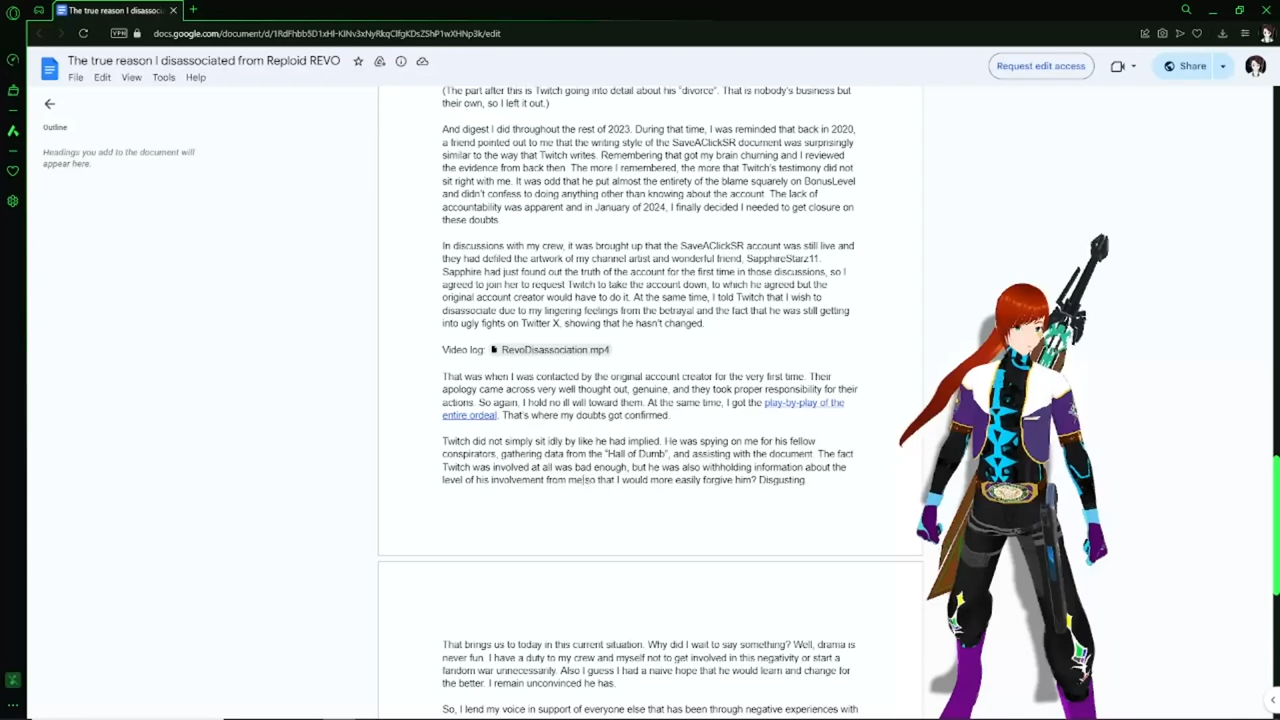 The true reason I disassoci
docs.google.com/document/d/1RdFhbb5D1xHI-KINv3xNyRkqClfgKDsZShP1wXHNp3k/edit
VPN
The true reason I disassociated from Reploid REVO
File Edit View Tools Help
Request edit access
Share
Outline
Headings you add to the document will
appear here.
(The part after this is Twitch going into detail about his "divorce". That is nobody's business but
their own, so I left it out.)
And digest I did throughout the rest of 2023. During that time, I was reminded that back in 2020,
a friend pointed out to me that the writing style of the SaveAClickSR document was surprisingly
similar to the way that Twitch writes. Remembering that got my brain churning and I reviewed
the evidence from back then. The more I remembered, the more that Twitch's testimony did not
sit right with me. It was odd that he put almost the entirety of the blame squarely on BonusLevel
and didn't confess to doing anything other than knowing about the account. The lack of
accountability was apparent and in January of 2024, I finally decided I needed to get closure on
these doubts.
In discussions with my crew, it was brought up that the SaveAClickSR account was still live and
they had defiled the artwork of my channel artist and wonderful friend, SapphireStarz11.
Sapphire had just found out the truth of the account for the first time in those discussions, so I
agreed to join her to request Twitch to take the account down, to which he agreed but the
original account creator would have to do it. At the same time, I told Twitch that I wish to
disassociate due to my lingering feelings from the betrayal and the fact that he was still getting
into ugly fights on Twitter X, showing that he hasn't changed.
Video log: RevoDisassociation.mp4
That was when I was contacted by the original account creator for the very first time. Their
apology came across very well thought out, genuine, and they took proper responsibility for their
actions. So again, I hold no ill will toward them. At the same time, I got the play-by-play of the
entire ordeal. That's where my doubts got confirmed.
Twitch did not simply sit idly by like he had implied. He was spying on me for his fellow
conspirators, gathering data from the "Hall of Dumb", and assisting with the document. The fact
Twitch was involved at all was bad enough, but he was also withholding information about the
level of his involvement from me so that I would more easily forgive him? Disgusting.
That brings us to today in this current situation. Why did I wait to say something? Well, drama is
never fun. I have a duty to my crew and myself not to get involved in this negativity or start a
fandom war unnecessarily. Also I guess I had a naive hope that he would learn and change for
the better. I remain unconvinced he has.
So, I lend my voice in support of everyone else that has been through negative experiences with